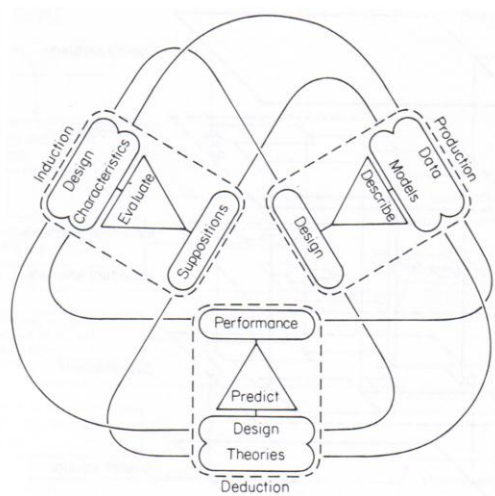 Induction
Design
Characteristics
Evaluate
Suppositions
Production
Data
Models
Describe
Design
Performance
Predict
Design
Theories
Deduction